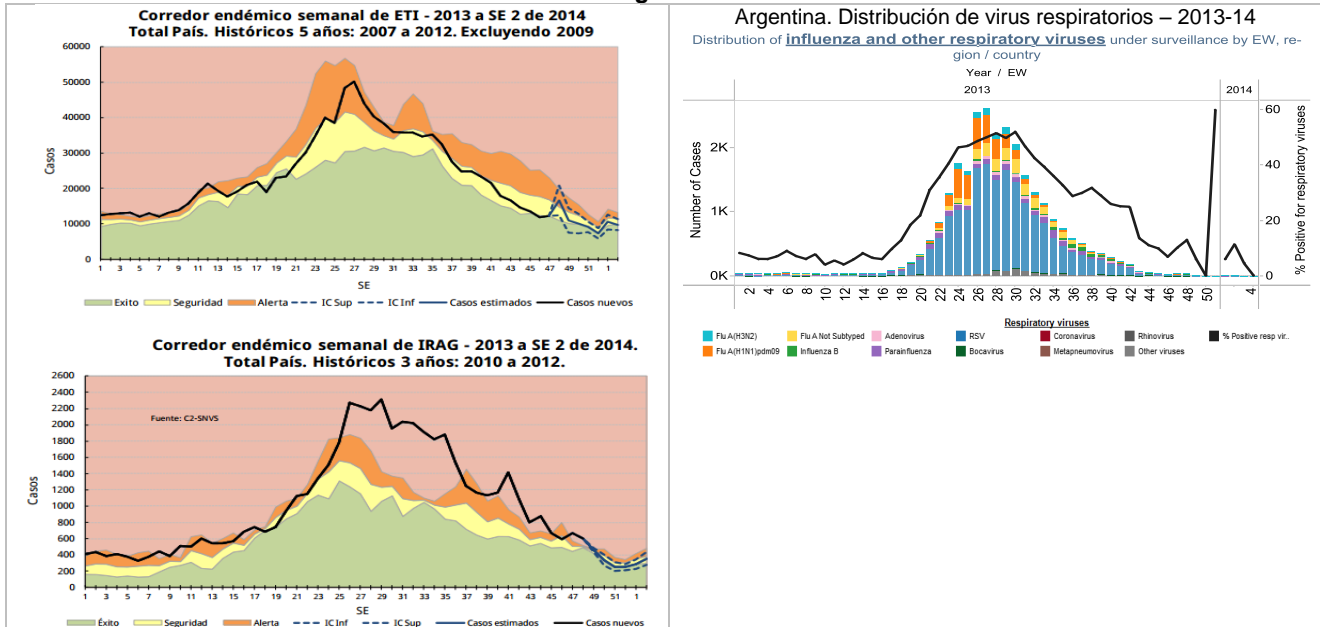 Corredor endémico semanal de ETI - 2013 a SE 2 de 2014
Total País. Históricos 5 años: 2007 a 2012. Excluyendo 2009
60000
50000
40000
30000
20000
10000
0
Casos
1 3 5 7 9 11 13 15 17 19 21 23 25 27 29 31 33 35 37 39 41 43 45 47 49 51 1
SE
Exito Seguridad Alerta IC Sup IC Inf Casos estimados Casos nuevos
Corredor endémico semanal de IRAG - 2013 a SE 2 de 2014.
Total País. Históricos 3 años: 2010 a 2012.
2600
2400
2200
2000
1800
1600
1400
1200
1000
800
600
400
200
0
Casos
Fuente: C2-SNVS
1 3 5 7 9 11 13 15 17 19 21 23 25 27 29 31 33 35 37 39 41 43 45 47 49 51 1
SE
Éxito Seguridad Alerta IC Inf IC Sup Casos estimados Casos nuevos
Argentina. Distribución de virus respiratorios – 2013-14
Distribution of influenza and other respiratory viruses under surveillance by EW, re-
gion / country
Year / EW
2013 2014
Number of Cases
2K
1K
0K
60
40
20
0
% Positive for respiratory viruses
2 4 6 8 10 12 14 16 18 20 22 24 26 28 30 32 34 36 38 40 42 44 46 48 50 4
Respiratory viruses
Flu A(H3N2) Flu A Not Subtyped Adenovirus RSV Coronavirus Rhinovirus % Positive resp vir..
Flu A(H1N1)pdm09 Influenza B Parainfluenza Bocavirus Metapneumovirus Other viruses